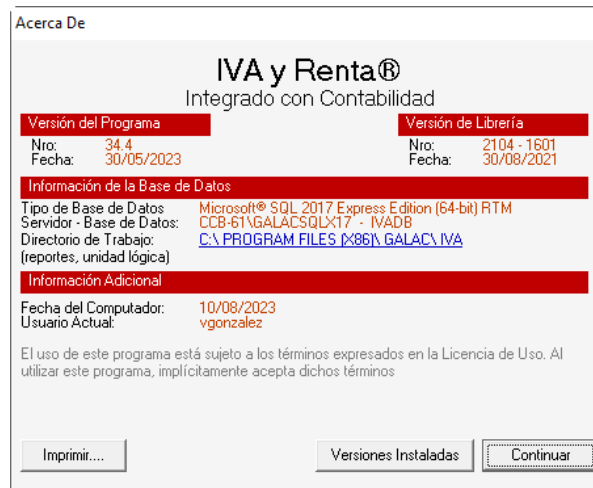 Acerca De
IVA y Renta®
Integrado con Contabilidad
Versión del Programa
Nro: 34.4
Fecha: 30/05/2023
Versión de Librería
Nro: 2104 - 1601
Fecha: 30/08/2021
Información de la Base de Datos
Tipo de Base de Datos Microsoft® SQL 2017 Express Edition (64-bit) RTM
Servidor - Base de Datos: CCB-61\GALACSQLX17 - IVADB
Directorio de Trabajo: C:\ PROGRAM FILES (X86)\ GALAC\ IVA
(reportes, unidad lógica)
Información Adicional
Fecha del Computador: 10/08/2023
Usuario Actual: vgonzalez
El uso de este programa está sujeto a los términos expresados en la Licencia de Uso. Al
utilizar este programa, implícitamente acepta dichos términos
Imprimir....
Versiones Instaladas
Continuar